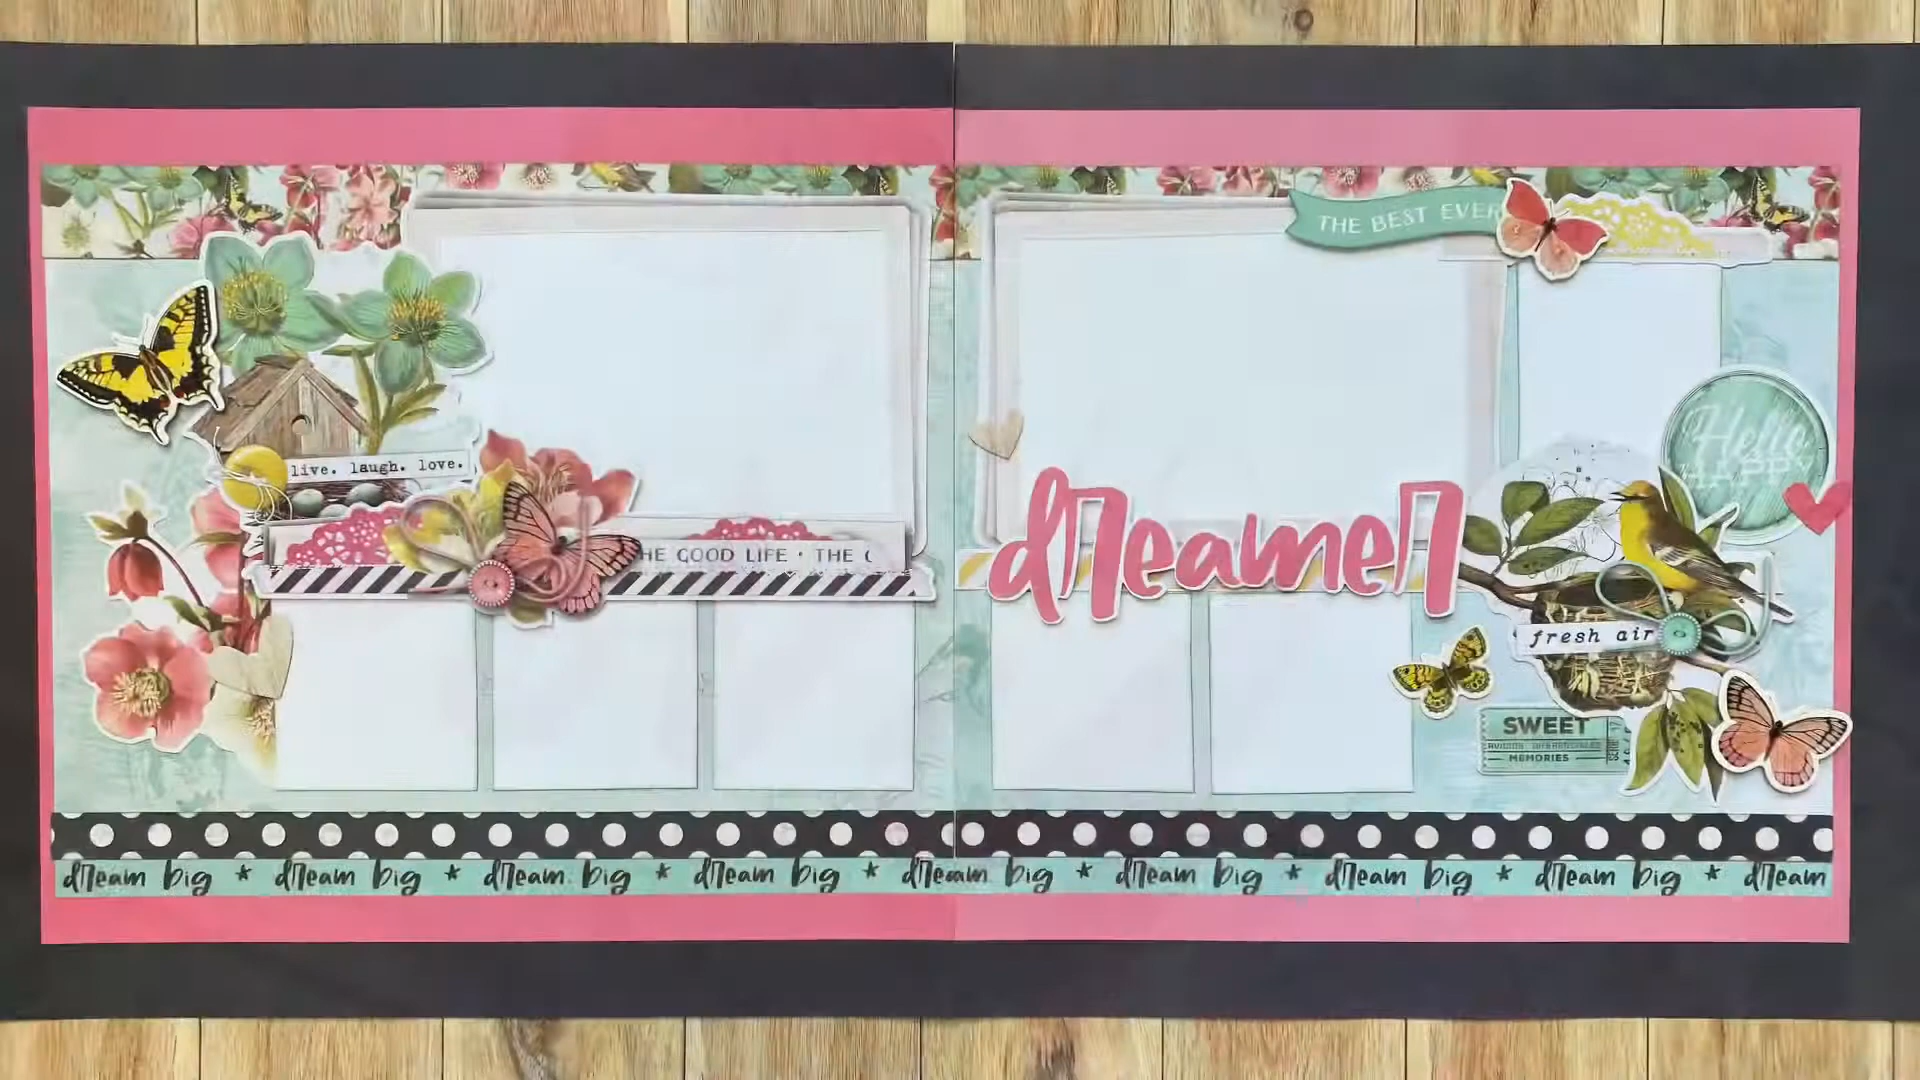 THE BEST EVER
live. laugh. love.
Hello
HAPPY
HE GOOD LIFE • THE
dreamer
fresh air
SWEET
MEMORIES
dream big * dream big * dream big * dream big * dream big * dream big * dream big * dream big * dream